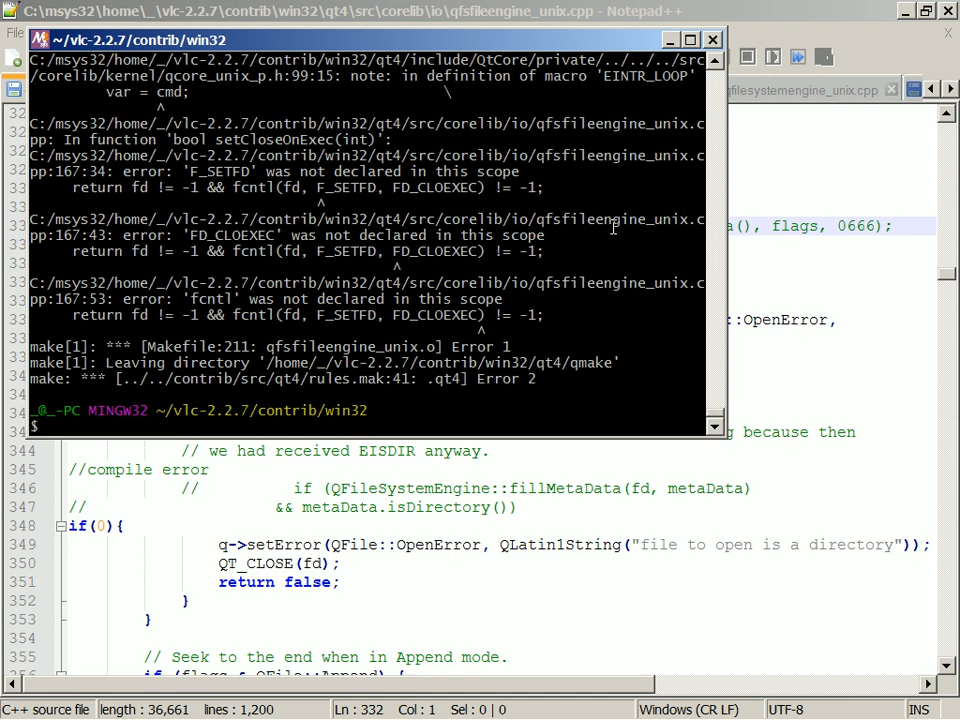 C:\msys32\home\_\vlc-2.2.7\contrib\win32\qt4\src\corelib\io\qfsfileengine_unix.cpp - Notepad++
File
X
~/vlc-2.2.7/contrib/win32
C:/msys32/home/_/vlc-2.2.7/contrib/win32/qt4/include/QtCore/private/../../../src
/corelib/kernel/qcore_unix_p.h:99:15: note: in definition of macro 'EINTR_LOOP'
var = cmd; \
^
C:/msys32/home/_/vlc-2.2.7/contrib/win32/qt4/src/corelib/io/qfsfileengine_unix.c
pp: In function 'bool setCloseOnExec(int)':
C:/msys32/home/_/vlc-2.2.7/contrib/win32/qt4/src/corelib/io/qfsfileengine_unix.c
pp:167:34: error: 'F_SETFD' was not declared in this scope
return fd != -1 && fcntl(fd, F_SETFD, FD_CLOEXEC) != -1;
^
C:/msys32/home/_/vlc-2.2.7/contrib/win32/qt4/src/corelib/io/qfsfileengine_unix.c
pp:167:43: error: 'FD_CLOEXEC' was not declared in this scope
return fd != -1 && fcntl(fd, F_SETFD, FD_CLOEXEC) != -1;
^
C:/msys32/home/_/vlc-2.2.7/contrib/win32/qt4/src/corelib/io/qfsfileengine_unix.c
pp:167:53: error: 'fcntl' was not declared in this scope
return fd != -1 && fcntl(fd, F_SETFD, FD_CLOEXEC) != -1;
^
make[1]: *** [Makefile:211: qfsfileengine_unix.o] Error 1
make[1]: Leaving directory '/home/_/vlc-2.2.7/contrib/win32/qt4/qmake'
make: *** [../../contrib/src/qt4/rules.mak:41: .qt4] Error 2
_@_-PC MINGW32 ~/vlc-2.2.7/contrib/win32
$
qfilesystemengine_unix.cpp
a(), flags, 0666);
::OpenError,
g because then
344 // we had received EISDIR anyway.
345 //compile error
346 // if (QFileSystemEngine::fillMetaData(fd, metaData)
347 // && metaData.isDirectory())
348 if(0){
349 q->setError(QFile::OpenError, QLatin1String("file to open is a directory"));
350 QT_CLOSE(fd);
351 return false;
352 }
353 }
354
355 // Seek to the end when in Append mode.
356 if (flags & QFile::Append) {
C++ source file length : 36,661 lines : 1,200 Ln : 332 Col : 1 Sel : 0 | 0 Windows (CR LF) UTF-8 INS